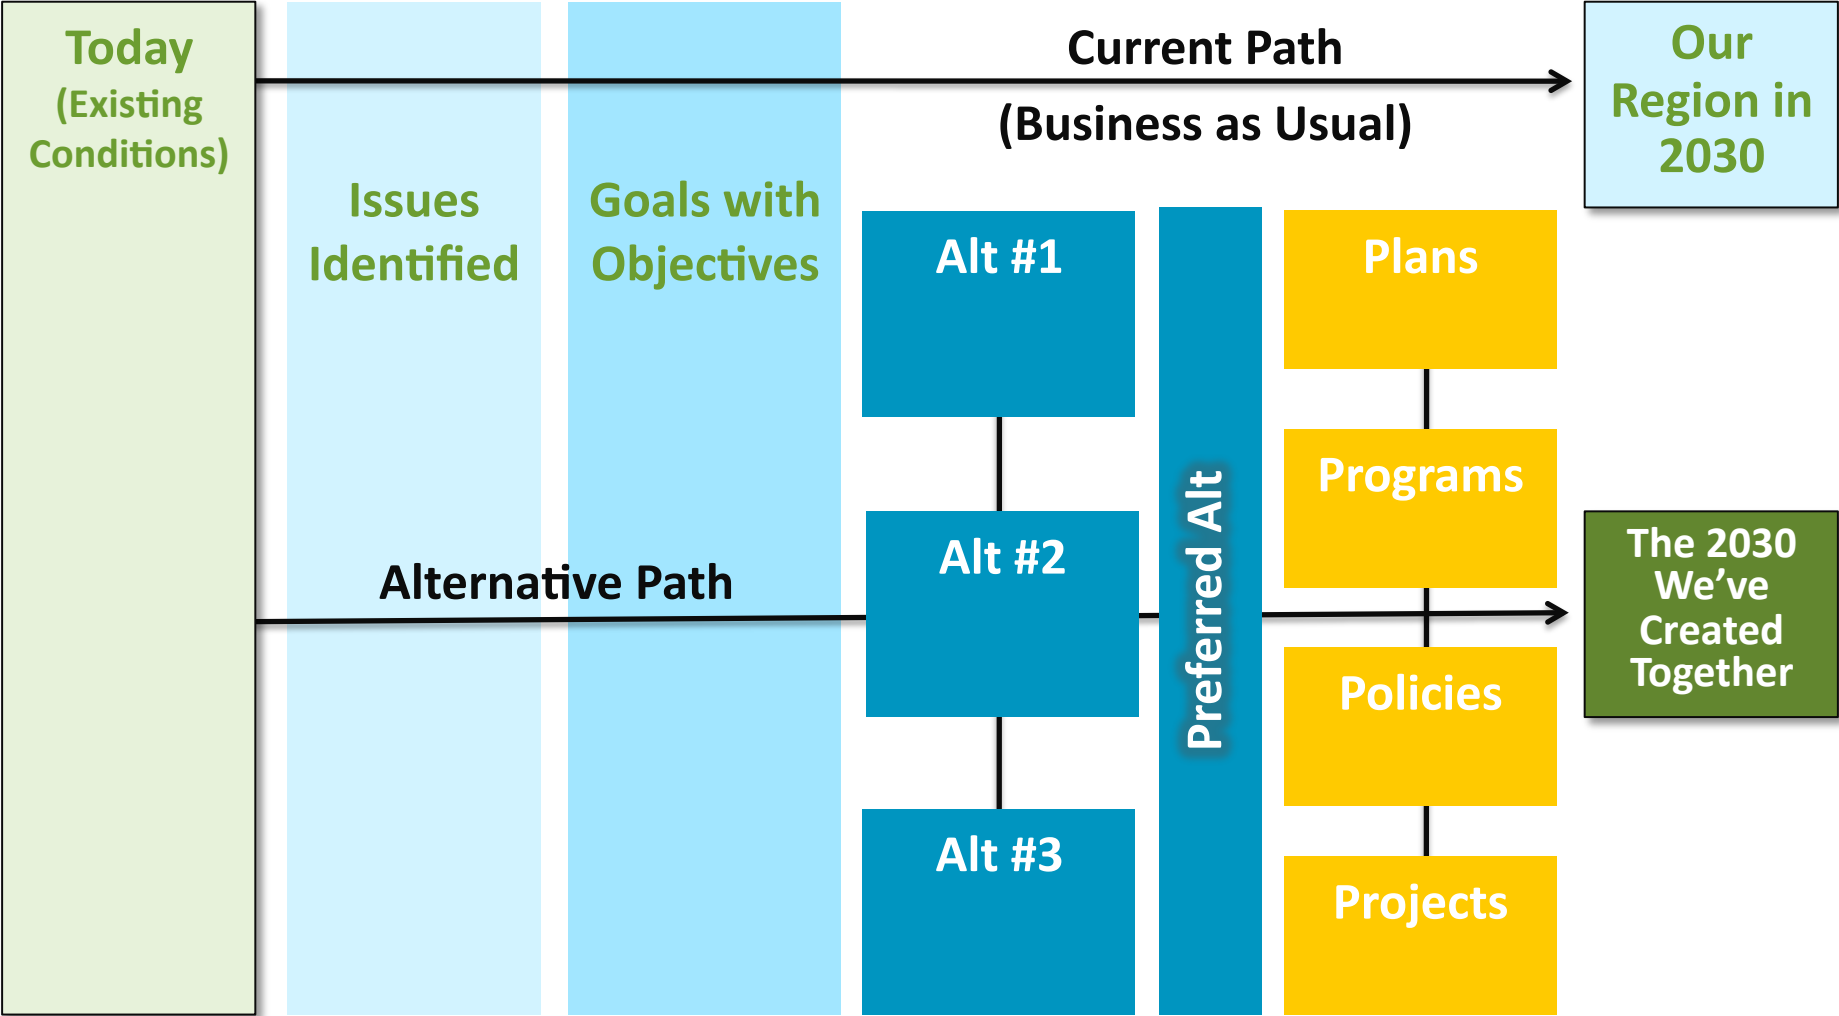 Today
(Existing
Conditions)
Issues
Identified
Goals with
Objectives
Current Path
(Business as Usual)
Our
Region in
2030
Alternative Path
Alt #1
Alt #2
Alt #3
Preferred Alt
Plans
Programs
Policies
Projects
The 2030
We’ve
Created
Together